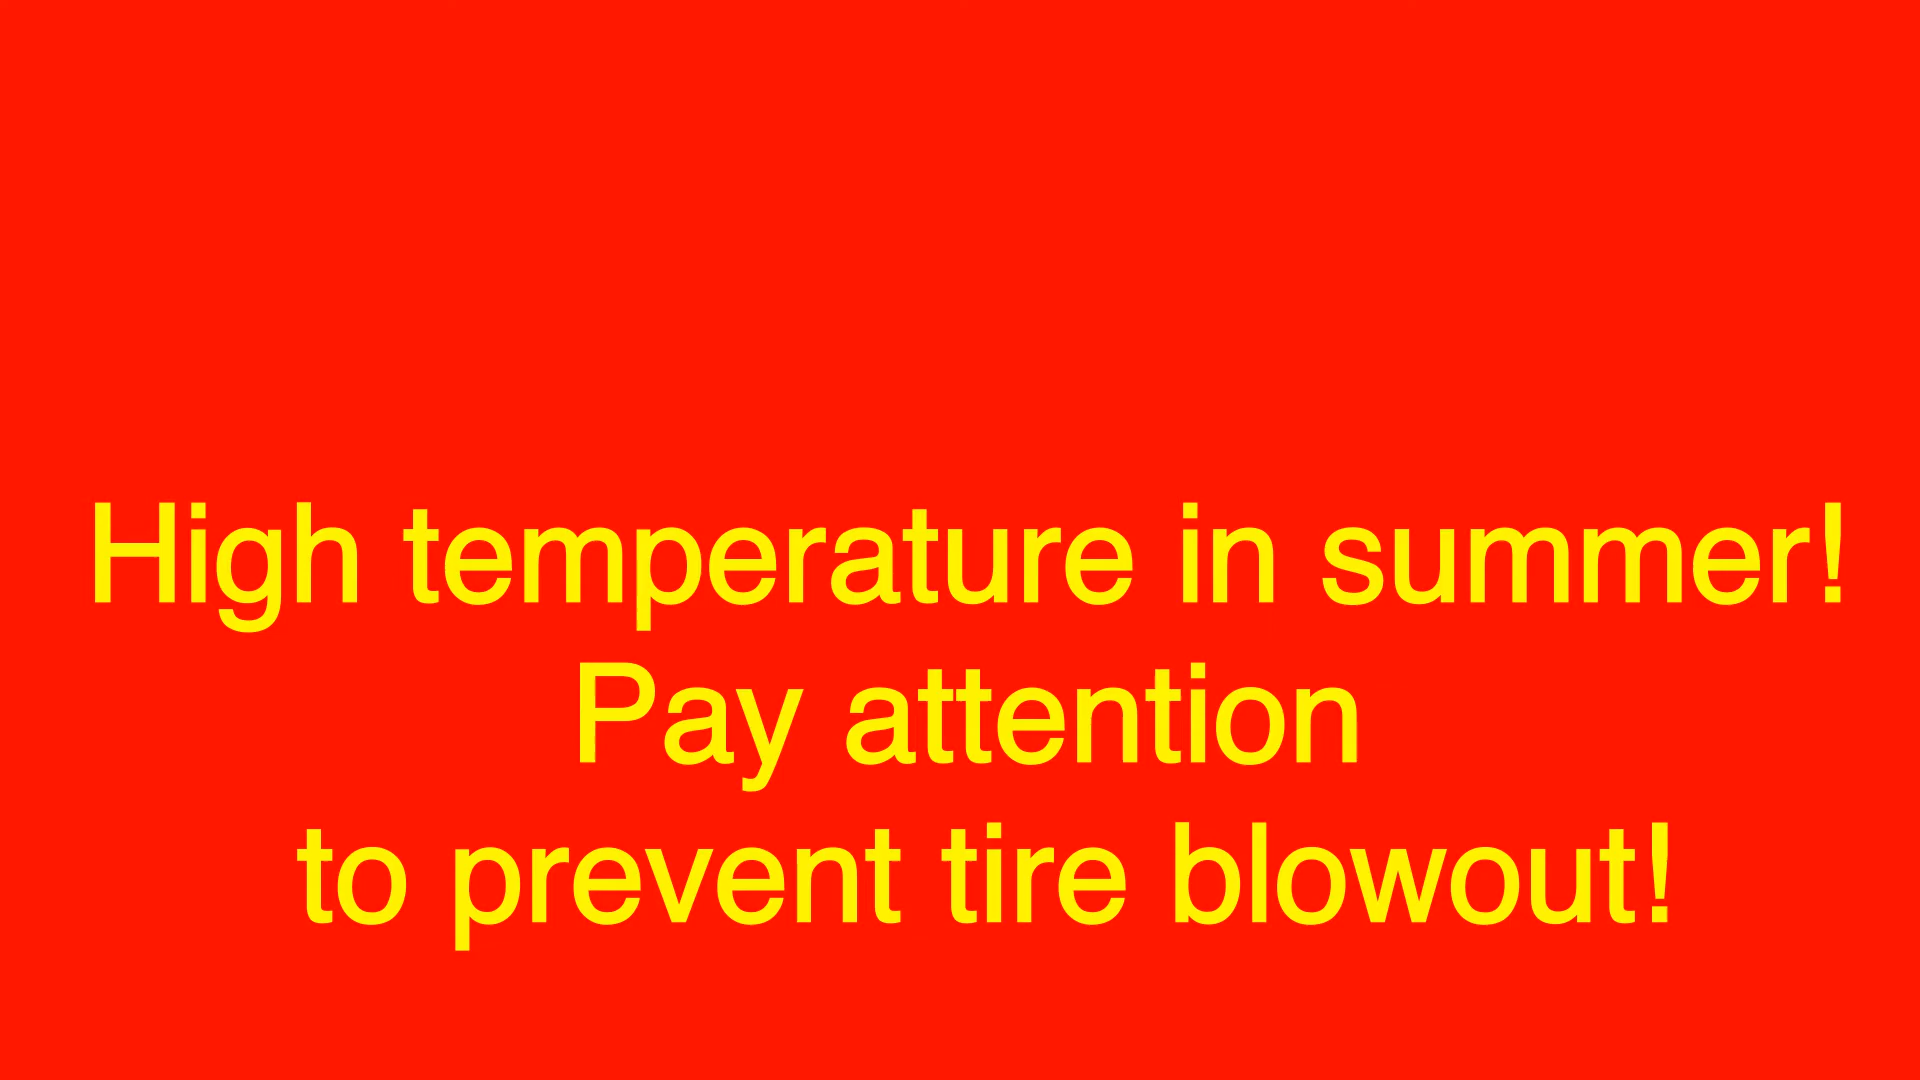 High temperature in summer!
Pay attention
to prevent tire blowout!